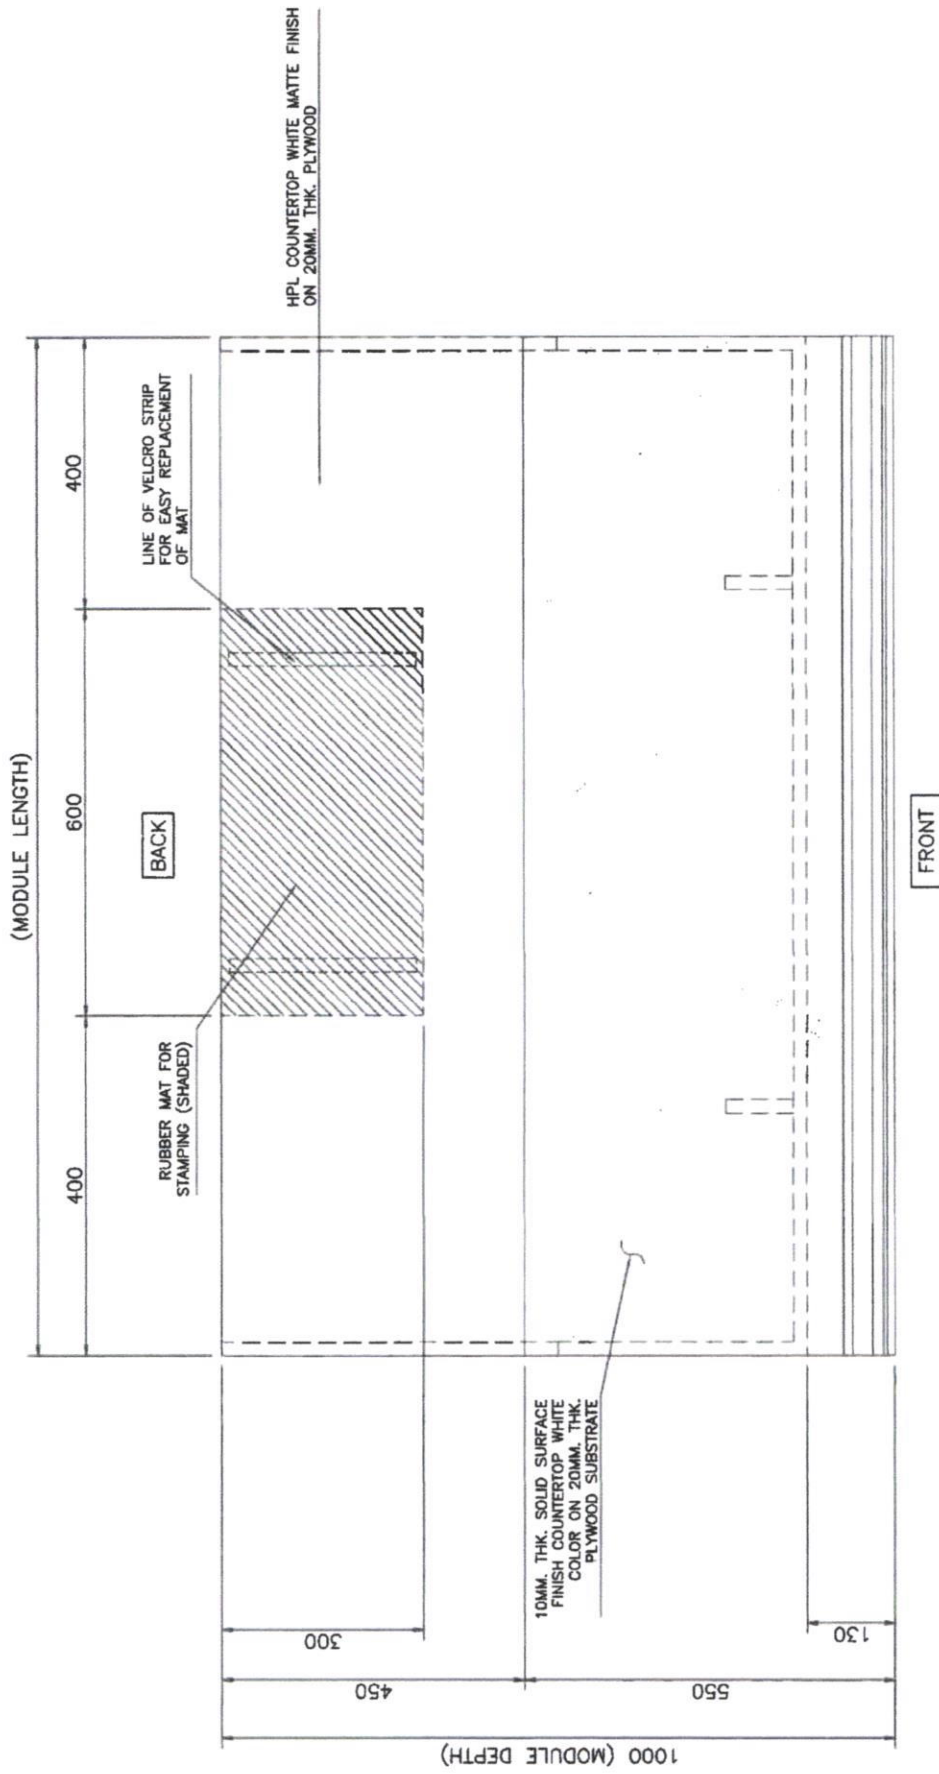 (MODULE LENGTH)
400
600
400
BACK
RUBBER MAT FOR
STAMPING (SHADED)
LINE OF VELCRO STRIP
FOR EASY REPLACEMENT
OF MAT
HPL COUNTERTOP WHITE MATTE FINISH
ON 20MM. THK. PLYWOOD
10MM. THK. SOLID SURFACE
FINISH COUNTERTOP WHITE
COLOR ON 20MM. THK.
PLYWOOD SUBSTRATE
300
450
550
130
1000 (MODULE DEPTH)
FRONT